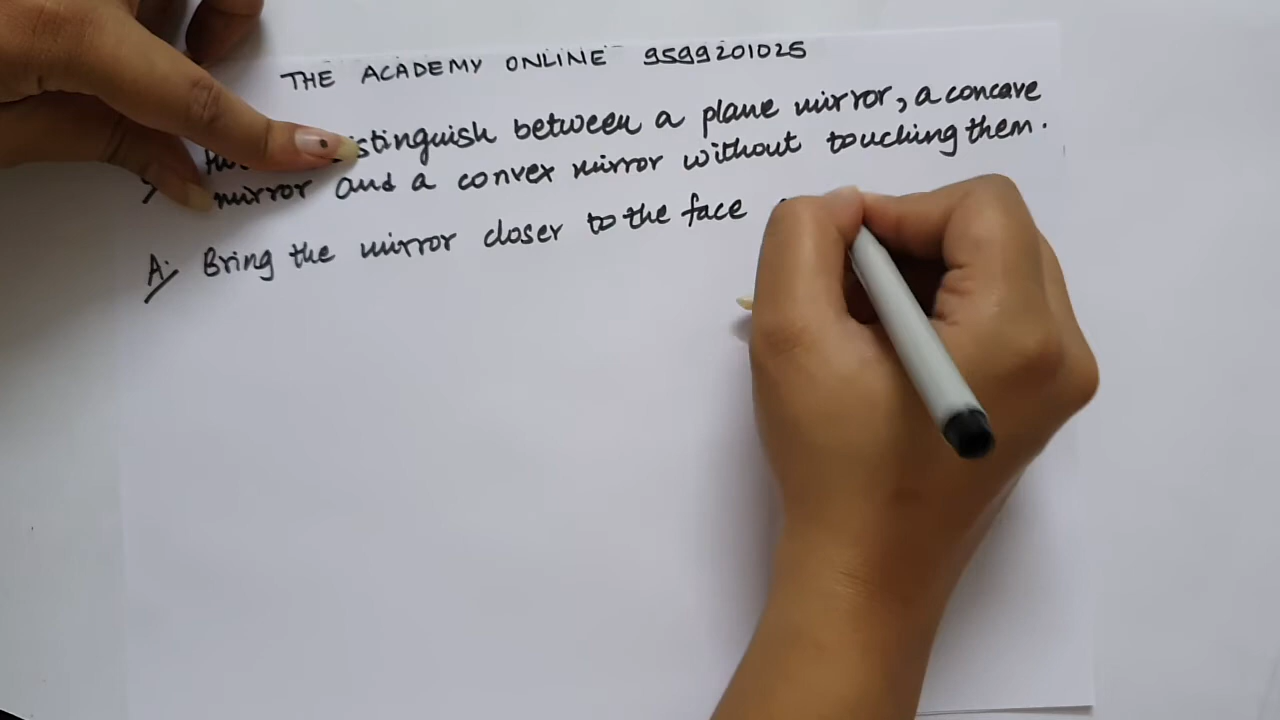 THE ACADEMY ONLINE 9599201025
istinguish between a plane mirror, a concave
mirror and a convex mirror without touching them.
A. Bring the mirror closer to the face